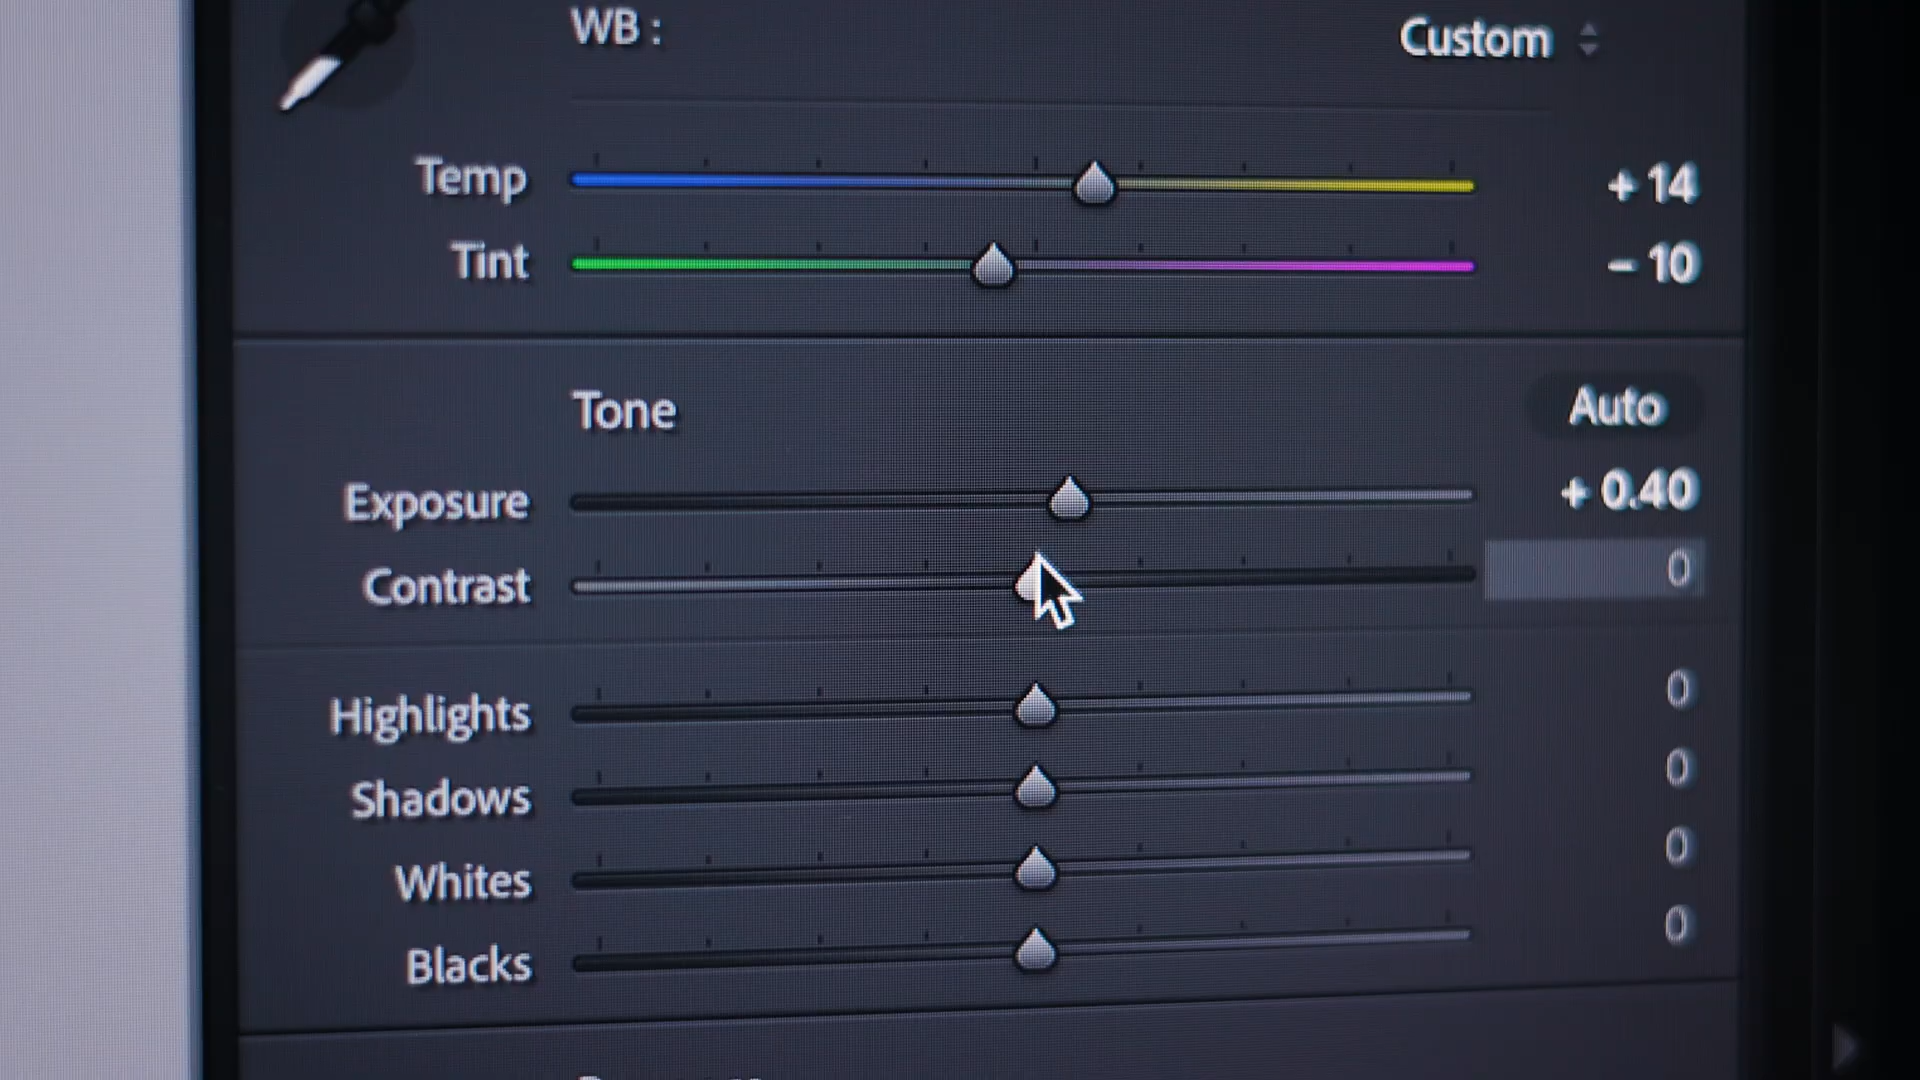 WB : Custom
Temp + 14
Tint – 10
Tone Auto
Exposure + 0.40
Contrast 0
Highlights 0
Shadows 0
Whites 0
Blacks 0